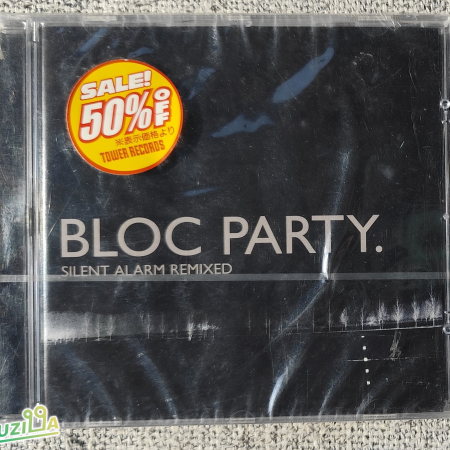 SALE!
50% OFF
※表示価格より
TOWER RECORDS
BLOC PARTY.
SILENT ALARM REMIXED